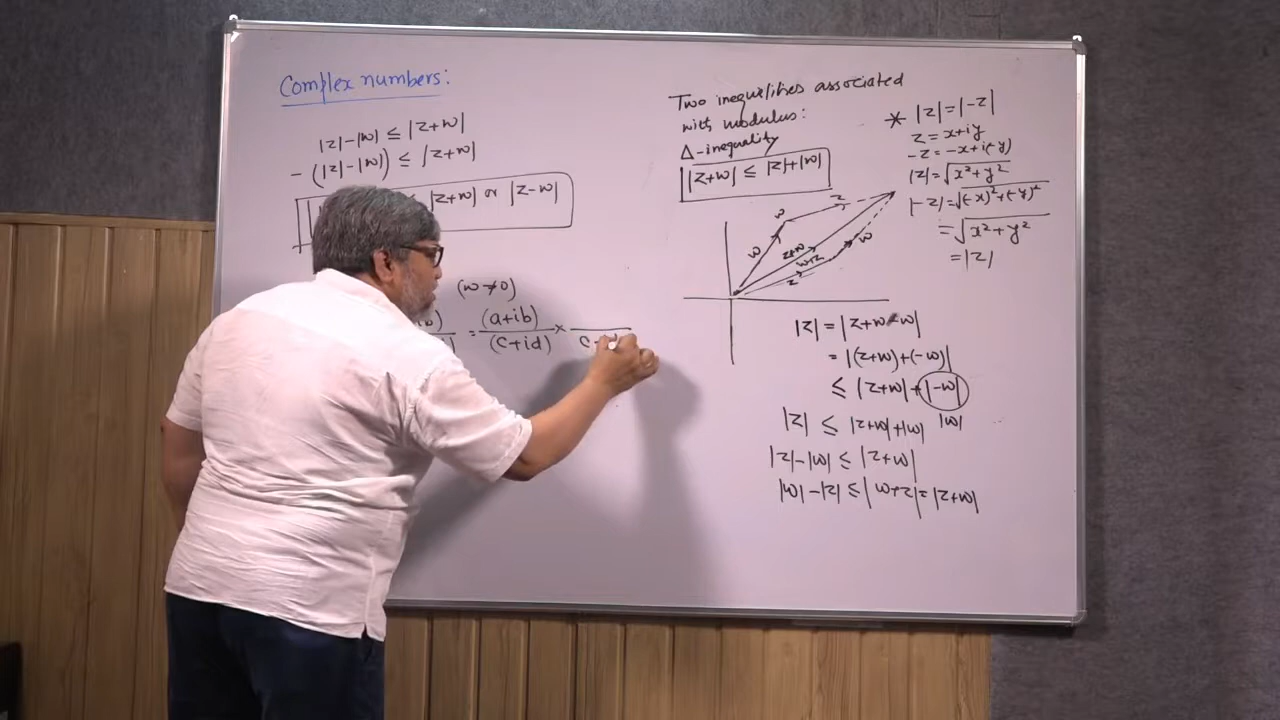 Complex numbers:
|z|-|w| ≤ |z+w|
- (|z|-|w|) ≤ |z+w|
|z+w| or |z-w|
(w ≠ 0)
= (a+ib)/(c+id) ×
Two inequalities associated
with modulus:
Δ-inequality
|z+w| ≤ |z|+|w|
w
z
z+w
w+z
w
z
* |z|=|-z|
z = x+iy
-z = -x+i(-y)
|z| = √x²+y²
|-z| = √(-x)²+(-y)²
= √x²+y²
= |z|
|z| = |z+w-w|
= |(z+w)+(-w)|
≤ |z+w|+|-w|
|z| ≤ |z+w|+|w| |w|
|z|-|w| ≤ |z+w|
|w|-|z| ≤ |w+z| = |z+w|